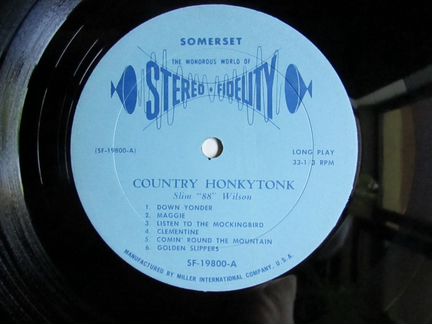 SOMERSET
THE WONDROUS WORLD OF
STEREO • FIDELITY
(SF-19800-A)
LONG PLAY
33-1/3 RPM
COUNTRY HONKYTONK
Slim "88" Wilson
1. DOWN YONDER
2. MAGGIE
3. LISTEN TO THE MOCKINGBIRD
4. CLEMENTINE
5. COMIN' ROUND THE MOUNTAIN
6. GOLDEN SLIPPERS
SF-19800-A
MANUFACTURED BY MILLER INTERNATIONAL COMPANY, U.S.A.